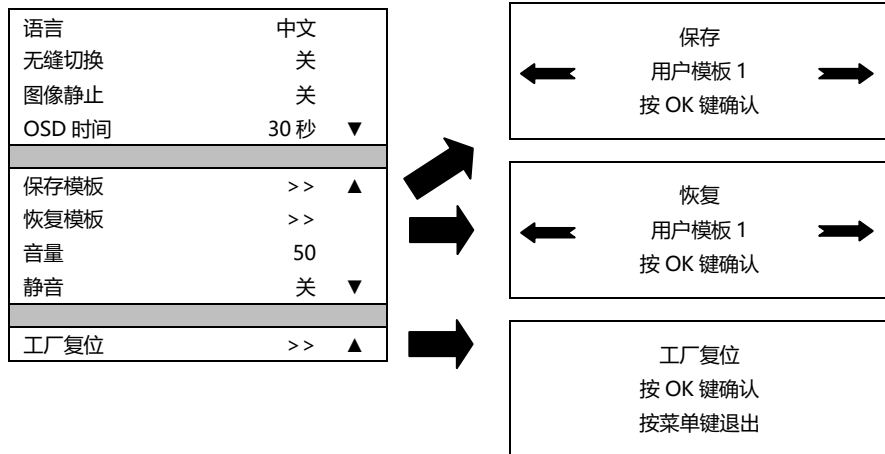 语言 中文
无缝切换 关
图像静止 关
OSD 时间 30 秒 ▼
保存模板 >> ▲
恢复模板 >>
音量 50
静音 关 ▼
工厂复位 >> ▲
保存
用户模板 1
按 OK 键确认
恢复
用户模板 1
按 OK 键确认
工厂复位
按 OK 键确认
按菜单键退出